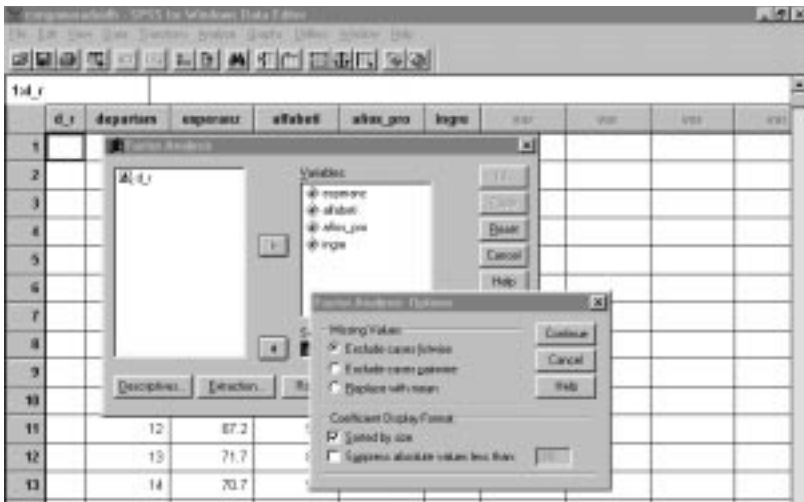 SPSS for Windows Data Editor
File Edit View Data Transform Analyze Graphs Utilities Window Help
1:d_r
d_r departam esperanz alfabeti años_pro ingre var var var var
1
2
3
4
5
6
7
8
9
10
11 12 67.2
12 13 71.7
13 14 70.7
Factor Analysis
d_r
Variables:
esperanz
alfabeti
años_pro
ingre
OK
Paste
Reset
Cancel
Help
Descriptives... Extraction...
Factor Analysis: Options
Missing Values
Exclude cases listwise
Exclude cases pairwise
Replace with mean
Coefficient Display Format
Sorted by size
Suppress absolute values less than:
Continue
Cancel
Help